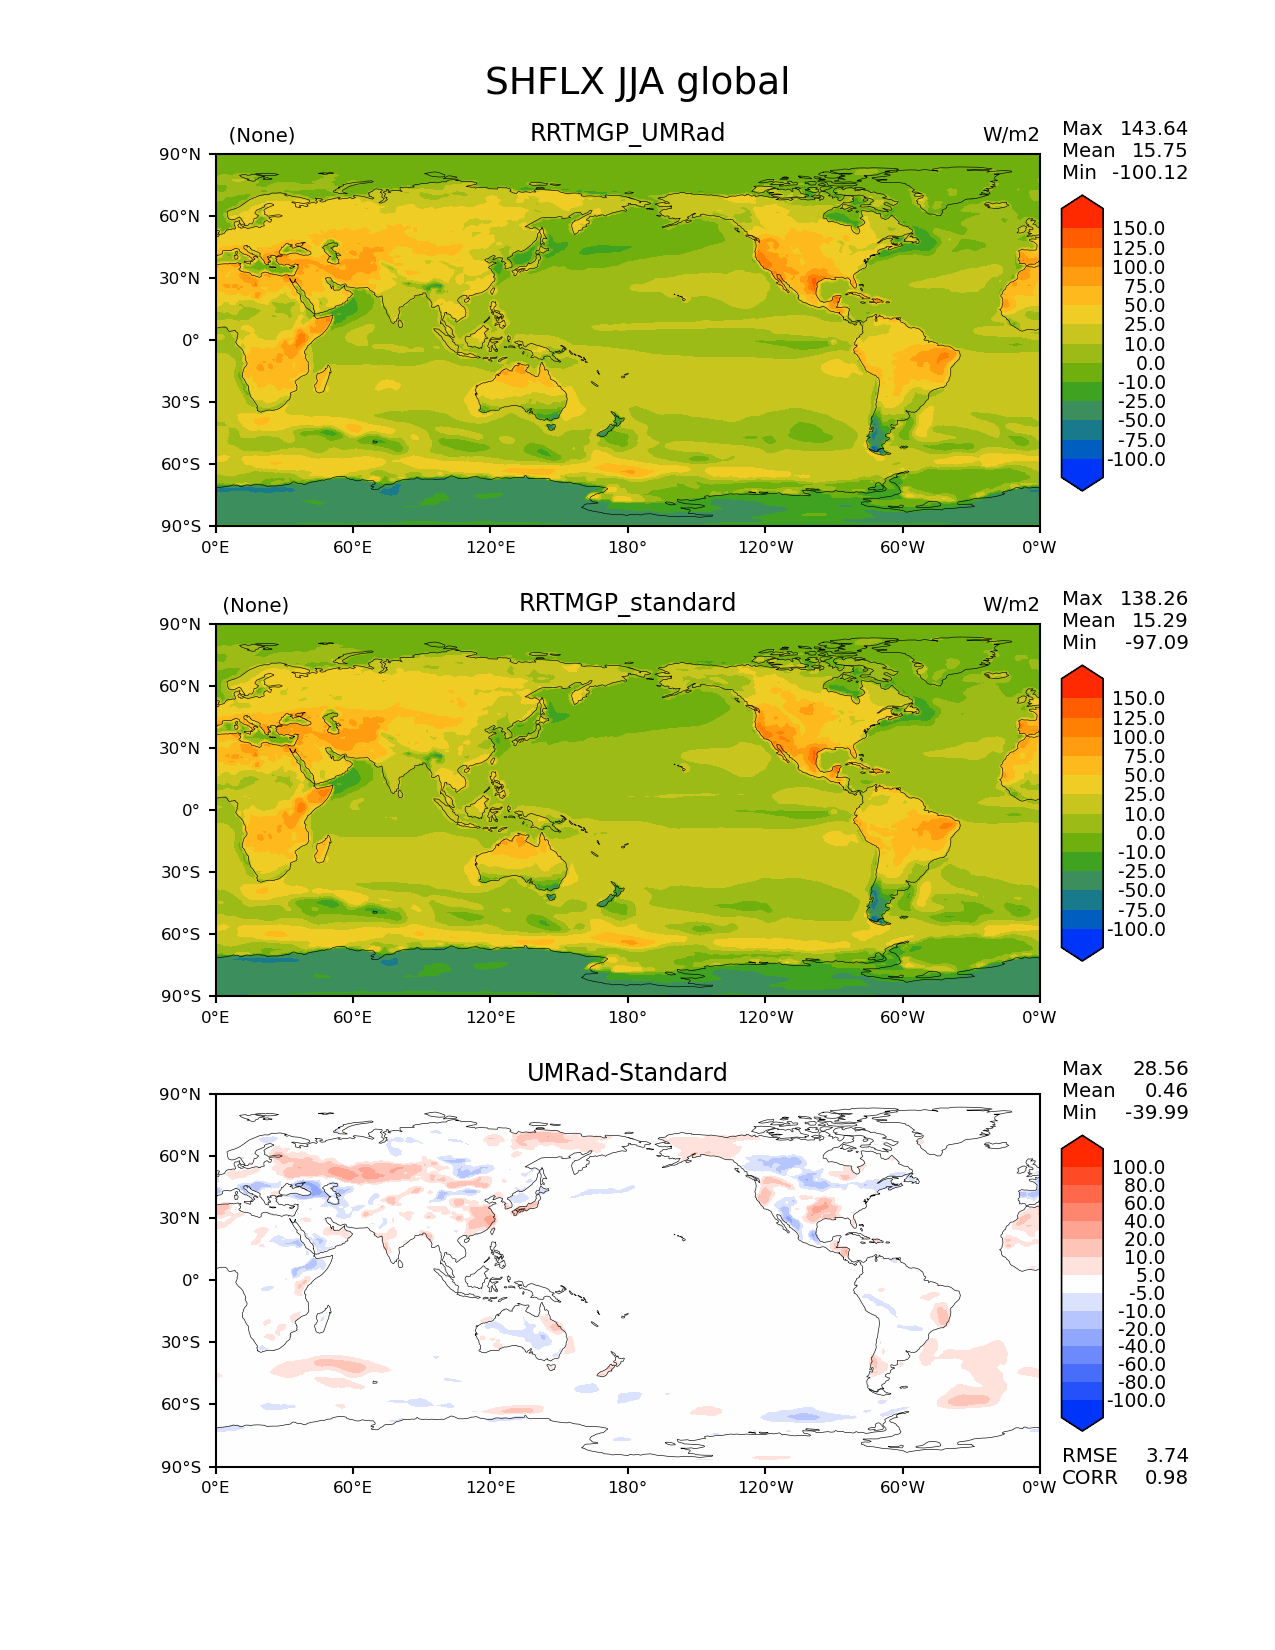 SHFLX JJA global
(None) RRTMGP_UMRad W/m2
Max 143.64
Mean 15.75
Min -100.12
90°N
60°N
30°N
0°
30°S
60°S
90°S
0°E 60°E 120°E 180° 120°W 60°W 0°W
150.0
125.0
100.0
75.0
50.0
25.0
10.0
0.0
-10.0
-25.0
-50.0
-75.0
-100.0
(None) RRTMGP_standard W/m2
Max 138.26
Mean 15.29
Min -97.09
90°N
60°N
30°N
0°
30°S
60°S
90°S
0°E 60°E 120°E 180° 120°W 60°W 0°W
150.0
125.0
100.0
75.0
50.0
25.0
10.0
0.0
-10.0
-25.0
-50.0
-75.0
-100.0
UMRad-Standard
Max 28.56
Mean 0.46
Min -39.99
90°N
60°N
30°N
0°
30°S
60°S
90°S
0°E 60°E 120°E 180° 120°W 60°W 0°W
100.0
80.0
60.0
40.0
20.0
10.0
5.0
-5.0
-10.0
-20.0
-40.0
-60.0
-80.0
-100.0
RMSE 3.74
CORR 0.98